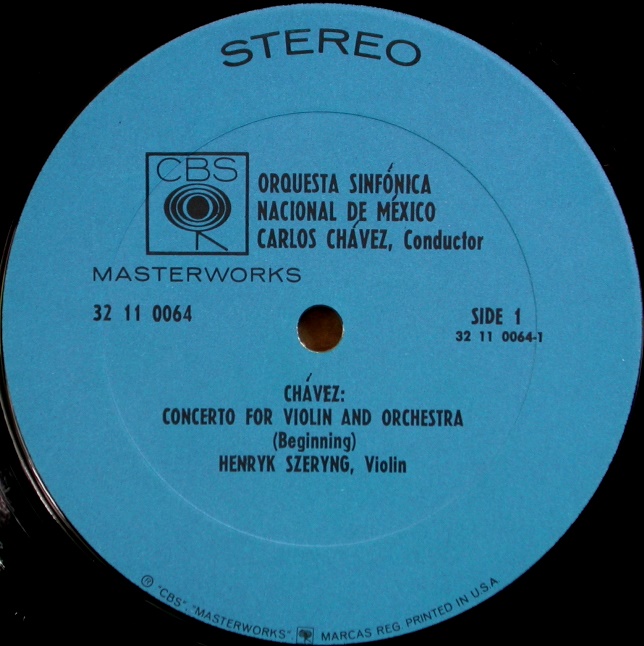 STEREO
CBS
ORQUESTA SINFÓNICA
NACIONAL DE MÉXICO
CARLOS CHÁVEZ, Conductor
MASTERWORKS
32 11 0064
SIDE 1
32 11 0064-1
CHÁVEZ:
CONCERTO FOR VIOLIN AND ORCHESTRA
(Beginning)
HENRYK SZERYNG, Violin
Ⓡ "CBS", "MASTERWORKS", MARCAS REG. PRINTED IN U.S.A